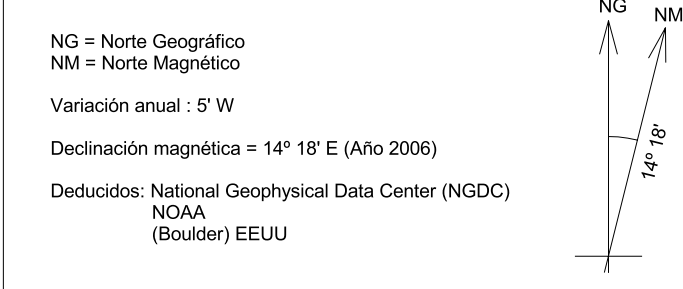 NG
NM
NG = Norte Geográfico
NM = Norte Magnético
Variación anual : 5' W
Declinación magnética = 14º 18' E (Año 2006)
Deducidos: National Geophysical Data Center (NGDC)
NOAA
(Boulder) EEUU
14º 18'